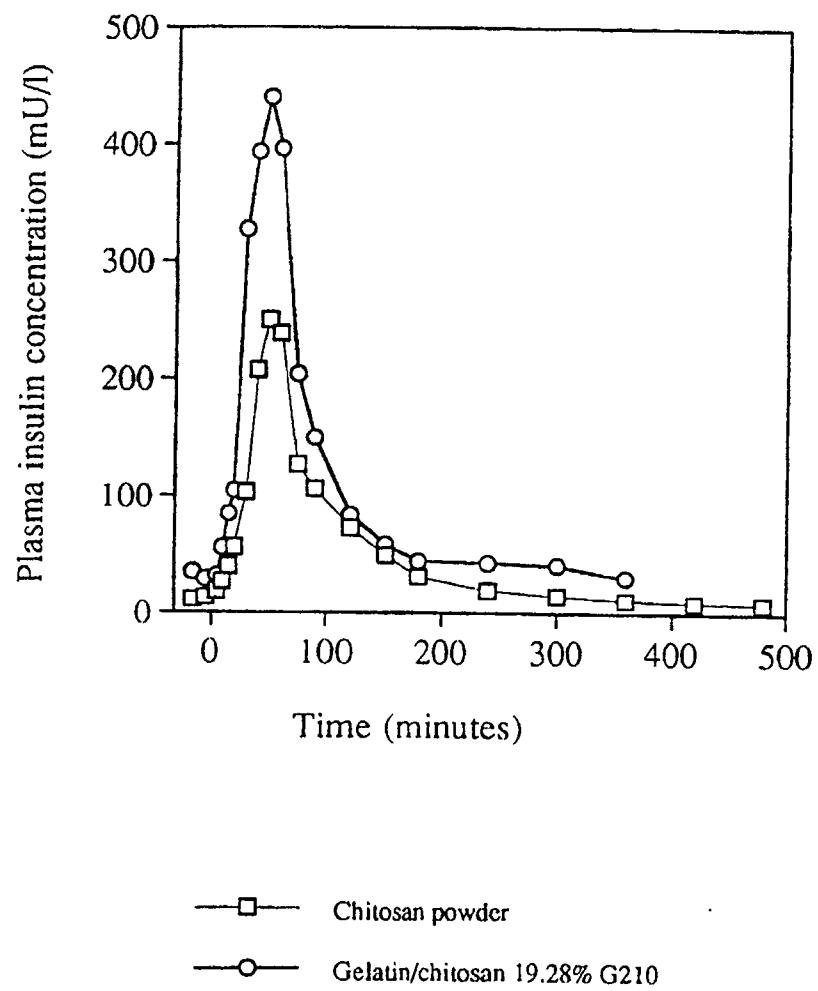 Plasma insulin concentration (mU/l)
500
400
300
200
100
0
0 100 200 300 400 500
Time (minutes)
Chitosan powder
Gelatin/chitosan 19.28% G210